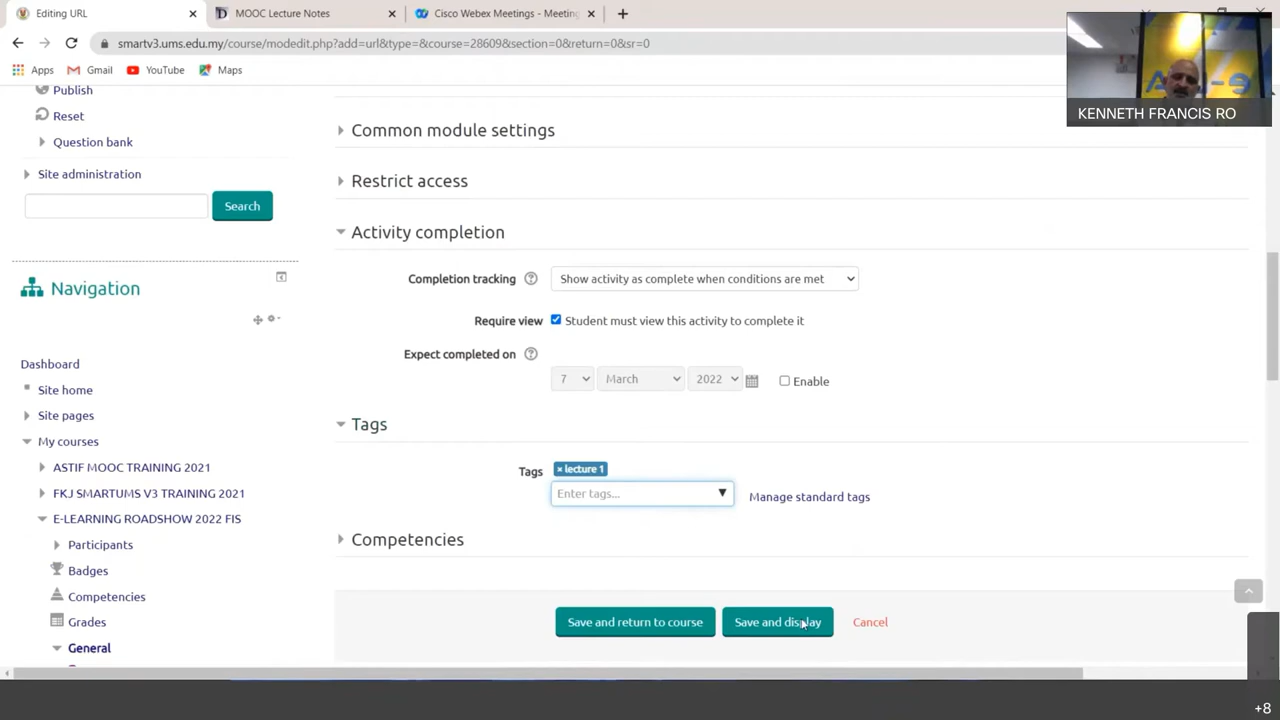 Editing URL
MOOC Lecture Notes
Cisco Webex Meetings - Meeting
smartv3.ums.edu.my/course/modedit.php?add=url&type=&course=28609&section=0&return=0&sr=0
Apps
Gmail
YouTube
Maps
KENNETH FRANCIS RO
Publish
Reset
Question bank
Site administration
Search
Navigation
Dashboard
Site home
Site pages
My courses
ASTIF MOOC TRAINING 2021
FKJ SMARTUMS V3 TRAINING 2021
E-LEARNING ROADSHOW 2022 FIS
Participants
Badges
Competencies
Grades
General
Common module settings
Restrict access
Activity completion
Completion tracking
Show activity as complete when conditions are met
Require view
Student must view this activity to complete it
Expect completed on
7 March 2022
Enable
Tags
Tags
× lecture 1
Enter tags...
Manage standard tags
Competencies
Save and return to course
Save and display
Cancel
+8